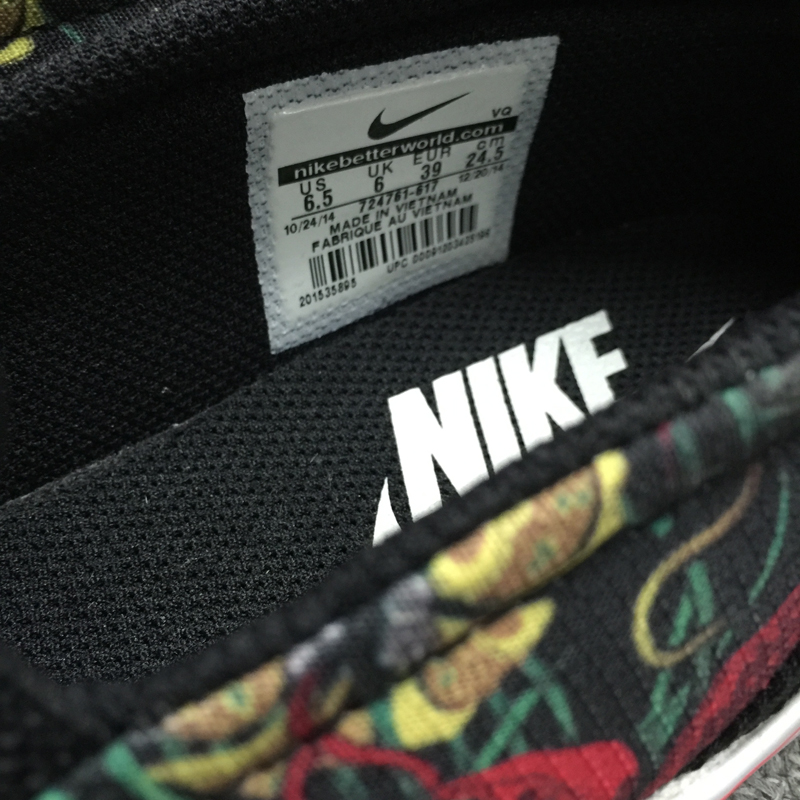 VQ
nikebetterworld.com
US UK EUR cm
6.5 6 39 24.5
724761-617
10/24/14 12/20/14
MADE IN VIETNAM
FABRIQUE AU VIETNAM
201535895
UPC
NIKE